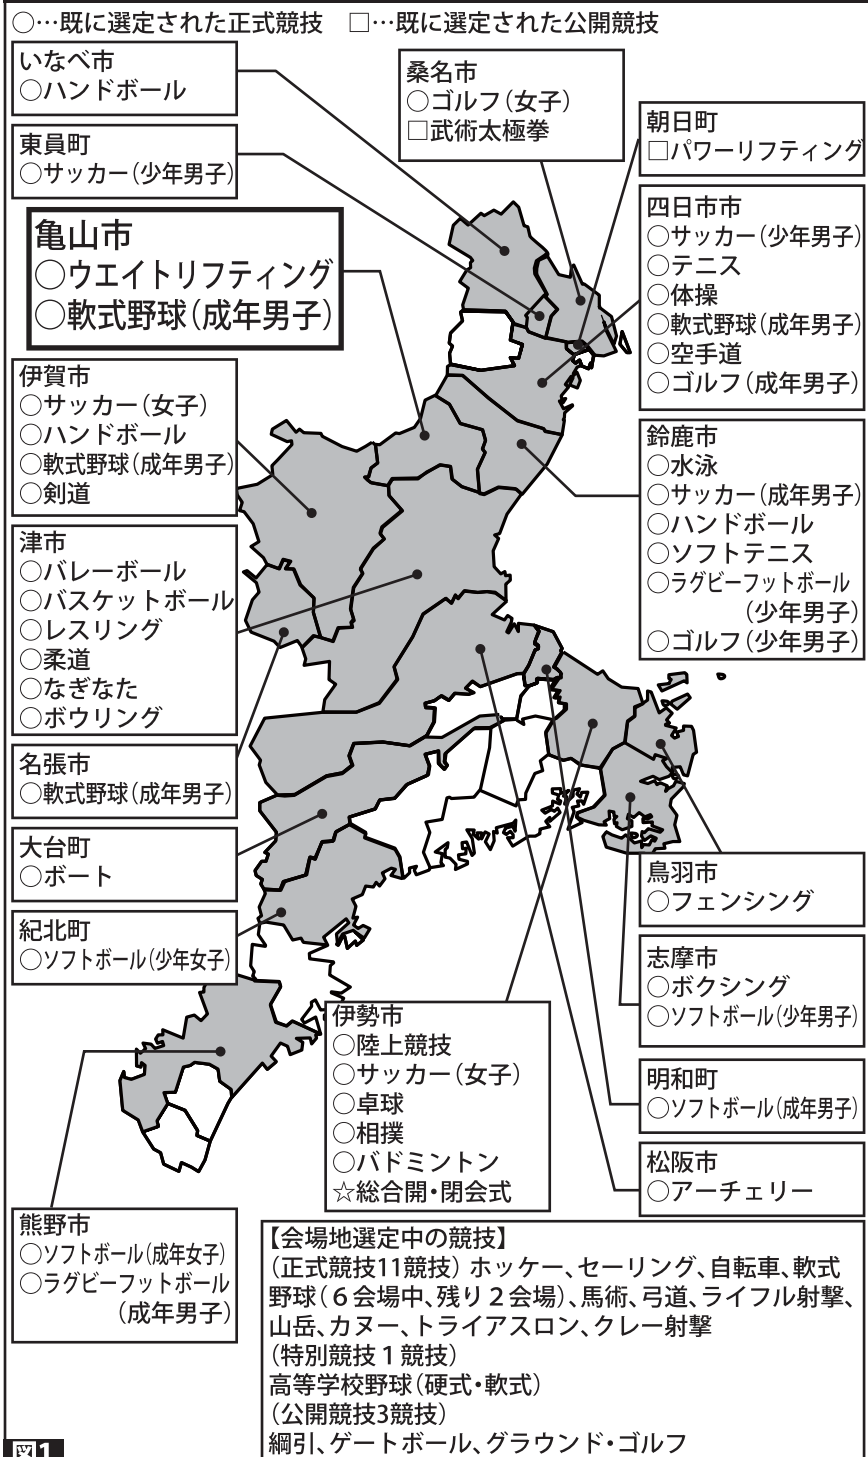 ○…既に選定された正式競技　□…既に選定された公開競技
いなべ市
○ハンドボール
東員町
○サッカー（少年男子）
亀山市
○ウエイトリフティング
○軟式野球（成年男子）
伊賀市
○サッカー（女子）
○ハンドボール
○軟式野球（成年男子）
○剣道
津市
○バレーボール
○バスケットボール
○レスリング
○柔道
○なぎなた
○ボウリング
名張市
○軟式野球（成年男子）
大台町
○ボート
紀北町
○ソフトボール（少年女子）
熊野市
○ソフトボール（成年女子）
○ラグビーフットボール
（成年男子）
桑名市
○ゴルフ（女子）
□武術太極拳
朝日町
□パワーリフティング
四日市市
○サッカー（少年男子）
○テニス
○体操
○軟式野球（成年男子）
○空手道
○ゴルフ（成年男子）
鈴鹿市
○水泳
○サッカー（成年男子）
○ハンドボール
○ソフトテニス
○ラグビーフットボール
（少年男子）
○ゴルフ（少年男子）
鳥羽市
○フェンシング
志摩市
○ボクシング
○ソフトボール（少年男子）
明和町
○ソフトボール（成年男子）
松阪市
○アーチェリー
伊勢市
○陸上競技
○サッカー（女子）
○卓球
○相撲
○バドミントン
☆総合開・閉会式
【会場地選定中の競技】
（正式競技11競技）ホッケー、セーリング、自転車、軟式
野球（６会場中、残り２会場）、馬術、弓道、ライフル射撃、
山岳、カヌー、トライアスロン、クレー射撃
（特別競技１競技）
高等学校野球（硬式・軟式）
（公開競技3競技）
綱引、ゲートボール、グラウンド・ゴルフ
図1